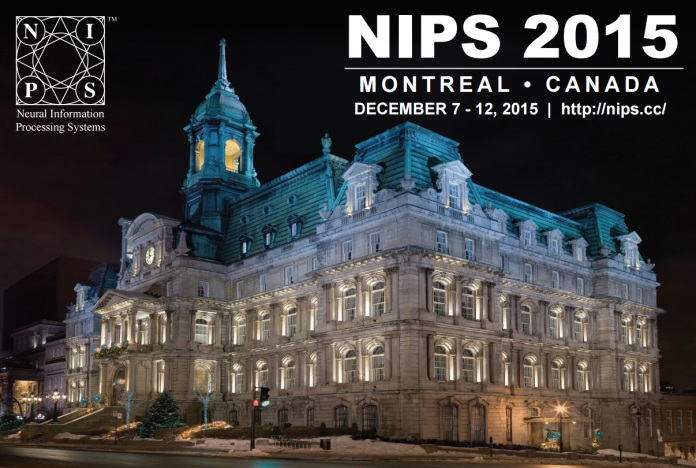 N I
P S
TM
Neural Information
Processing Systems
NIPS 2015
MONTREAL • CANADA
DECEMBER 7 - 12, 2015 | http://nips.cc/